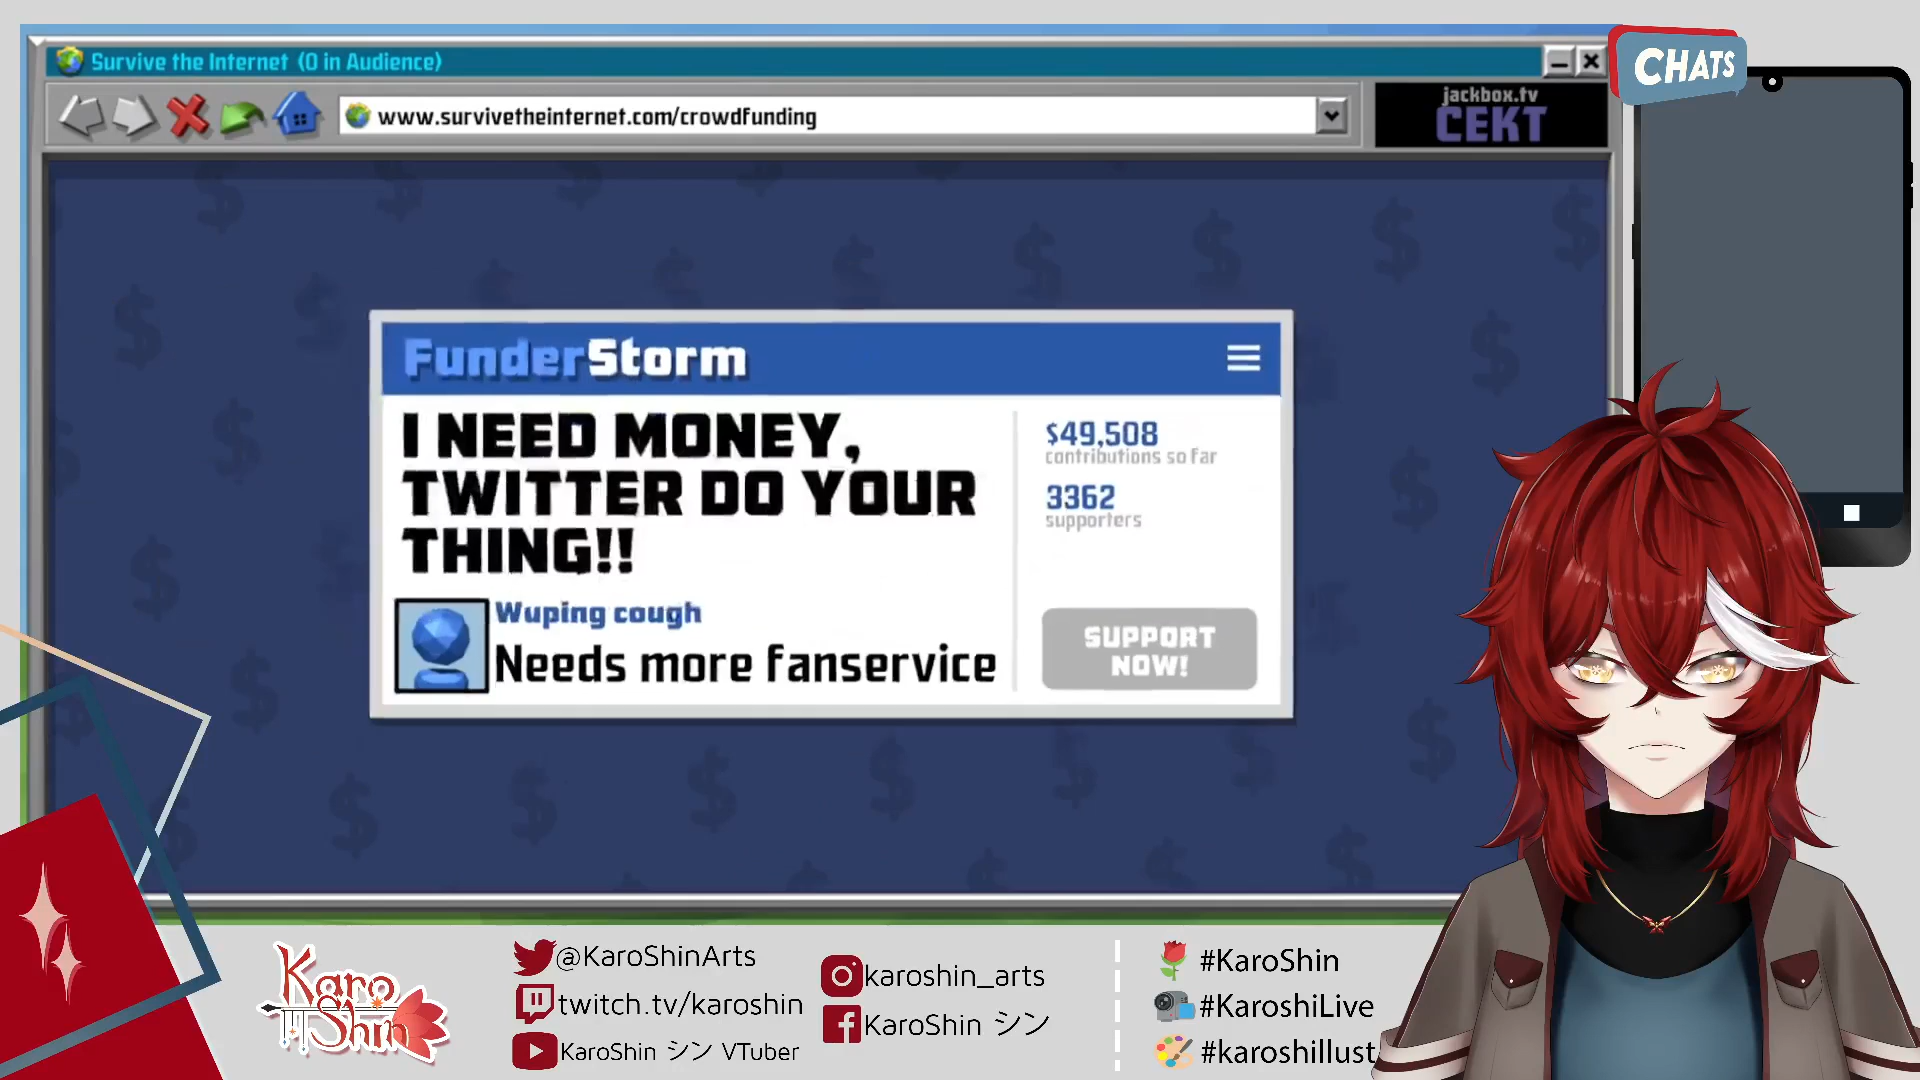 Survive the Internet (0 in Audience)
CHATS
www.survivetheinternet.com/crowdfunding
jackbox.tv
CEKT
FunderStorm
I NEED MONEY,
TWITTER DO YOUR
THING!!
$49,508
contributions so far
3362
supporters
Wuping cough
Needs more fanservice
SUPPORT
NOW!
Karo
Shin
@KaroShinArts
twitch.tv/karoshin
KaroShin シン VTuber
karoshin_arts
KaroShin シン
#KaroShin
#KaroshiLive
#karoshillust